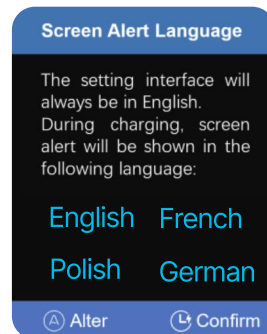 Screen Alert Language
The setting interface will
always be in English.
During charging, screen
alert will be shown in the
following language:
English French
Polish German
A Alter Confirm